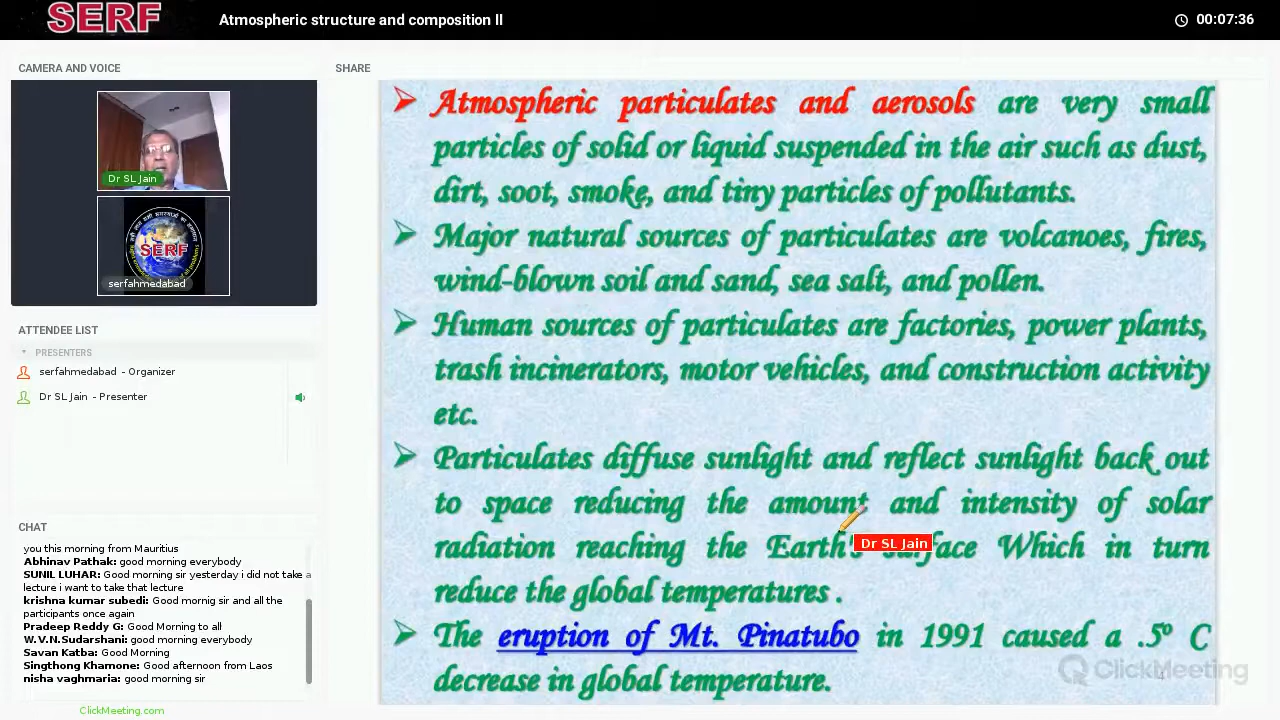 SERF
Atmospheric structure and composition II
00:07:36
CAMERA AND VOICE
SHARE
Dr SL Jain
SERF
serfahmedabad
ATTENDEE LIST
PRESENTERS
serfahmedabad - Organizer
Dr SL Jain - Presenter
CHAT
you this morning from Mauritius
Abhinav Pathak: good morning everybody
SUNIL LUHAR: Good morning sir yesterday i did not take a
lecture i want to take that lecture
krishna kumar subedi: Good mornig sir and all the
participants once again
Pradeep Reddy G: Good Morning to all
W.V.N.Sudarshani: good morning everybody
Savan Katba: Good Morning
Singthong Khamone: Good afternoon from Laos
nisha vaghmaria: good morning sir
ClickMeeting.com
Atmospheric particulates and aerosols are very small
particles of solid or liquid suspended in the air such as dust,
dirt, soot, smoke, and tiny particles of pollutants.
Major natural sources of particulates are volcanoes, fires,
wind-blown soil and sand, sea salt, and pollen.
Human sources of particulates are factories, power plants,
trash incinerators, motor vehicles, and construction activity
etc.
Particulates diffuse sunlight and reflect sunlight back out
to space reducing the amount and intensity of solar
radiation reaching the Earth's surface Which in turn
Dr SL Jain
reduce the global temperatures .
The eruption of Mt. Pinatubo in 1991 caused a .5º C
decrease in global temperature.
ClickMeeting